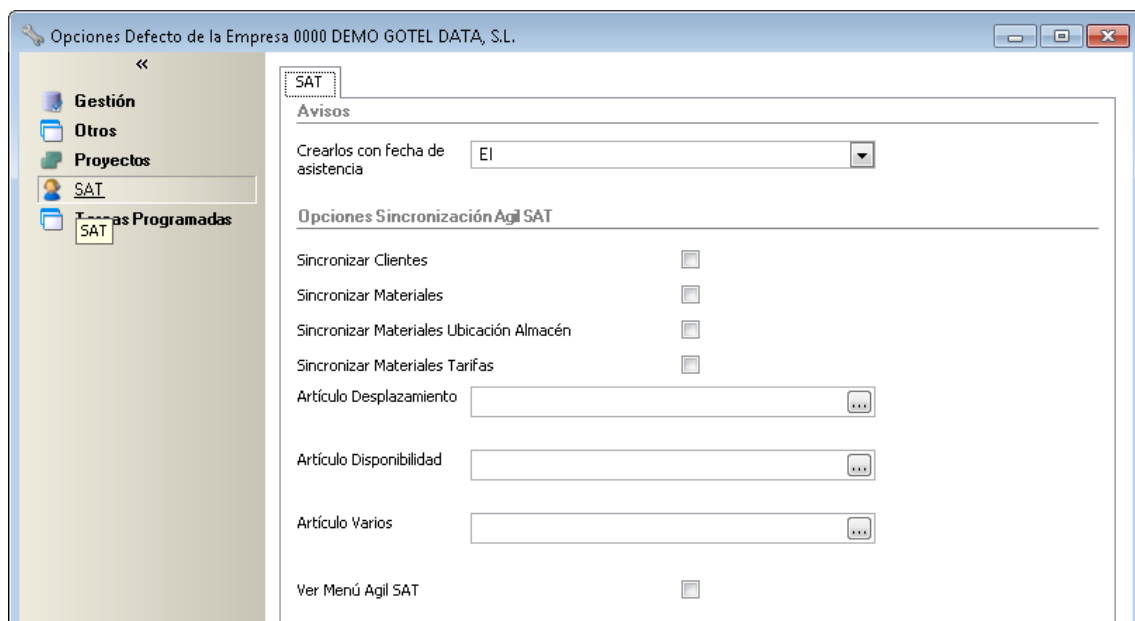 Opciones Defecto de la Empresa 0000 DEMO GOTEL DATA, S.L.
«
Gestión
Otros
Proyectos
SAT
Programadas
SAT
SAT
Avisos
Crearlos con fecha de
asistencia
El
Opciones Sincronización Agil SAT
Sincronizar Clientes
Sincronizar Materiales
Sincronizar Materiales Ubicación Almacén
Sincronizar Materiales Tarifas
Artículo Desplazamiento
...
Artículo Disponibilidad
...
Artículo Varios
...
Ver Menú Agil SAT